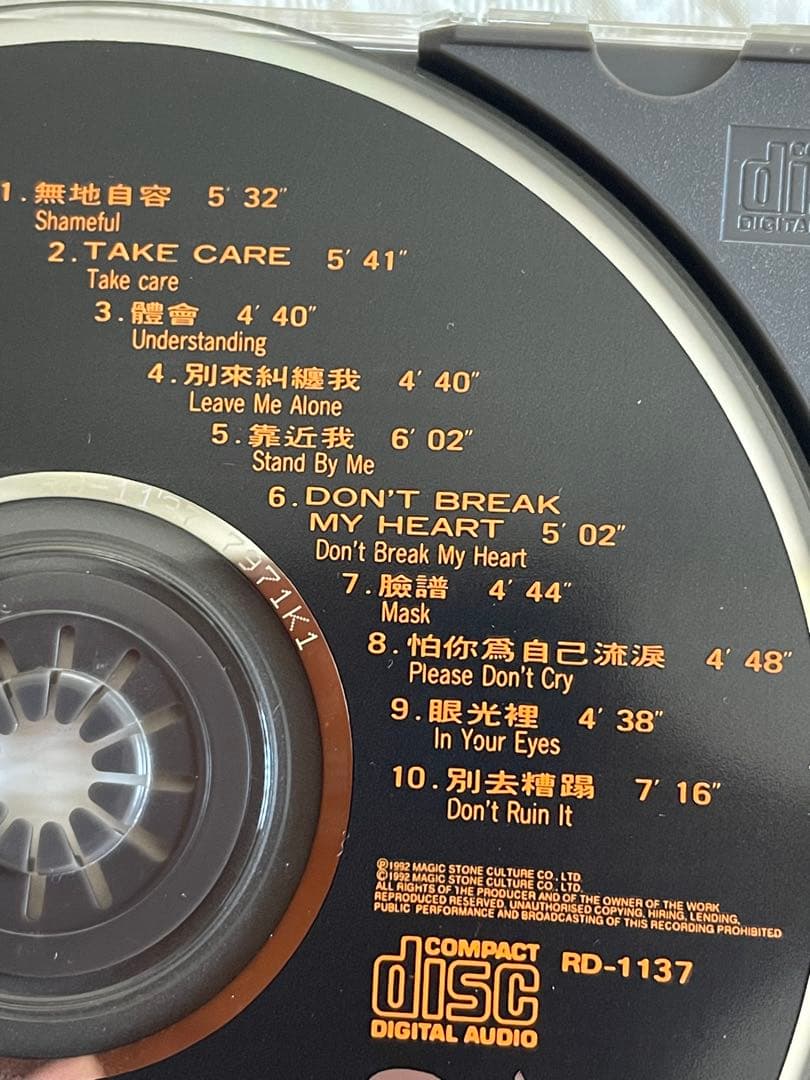 1.無地自容 5′32″
Shameful
2.TAKE CARE 5′41″
Take care
3.體會 4′40″
Understanding
4.別來糾纏我 4′40″
Leave Me Alone
5.靠近我 6′02″
Stand By Me
6.DON'T BREAK
MY HEART 5′02″
Don't Break My Heart
7.臉譜 4′44″
Mask
8.怕你爲自己流淚 4′48″
Please Don't Cry
9.眼光裡 4′38″
In Your Eyes
10.別去糟蹋 7′16″
Don't Ruin It
℗1992 MAGIC STONE CULTURE CO., LTD.
©1992 MAGIC STONE CULTURE CO., LTD.
ALL RIGHTS OF THE PRODUCER AND OF THE OWNER OF THE WORK
REPRODUCED RESERVED. UNAUTHORISED COPYING, HIRING, LENDING,
PUBLIC PERFORMANCE AND BROADCASTING OF THIS RECORDING PROHIBITED
COMPACT
disc
DIGITAL AUDIO
RD-1137
7371K1